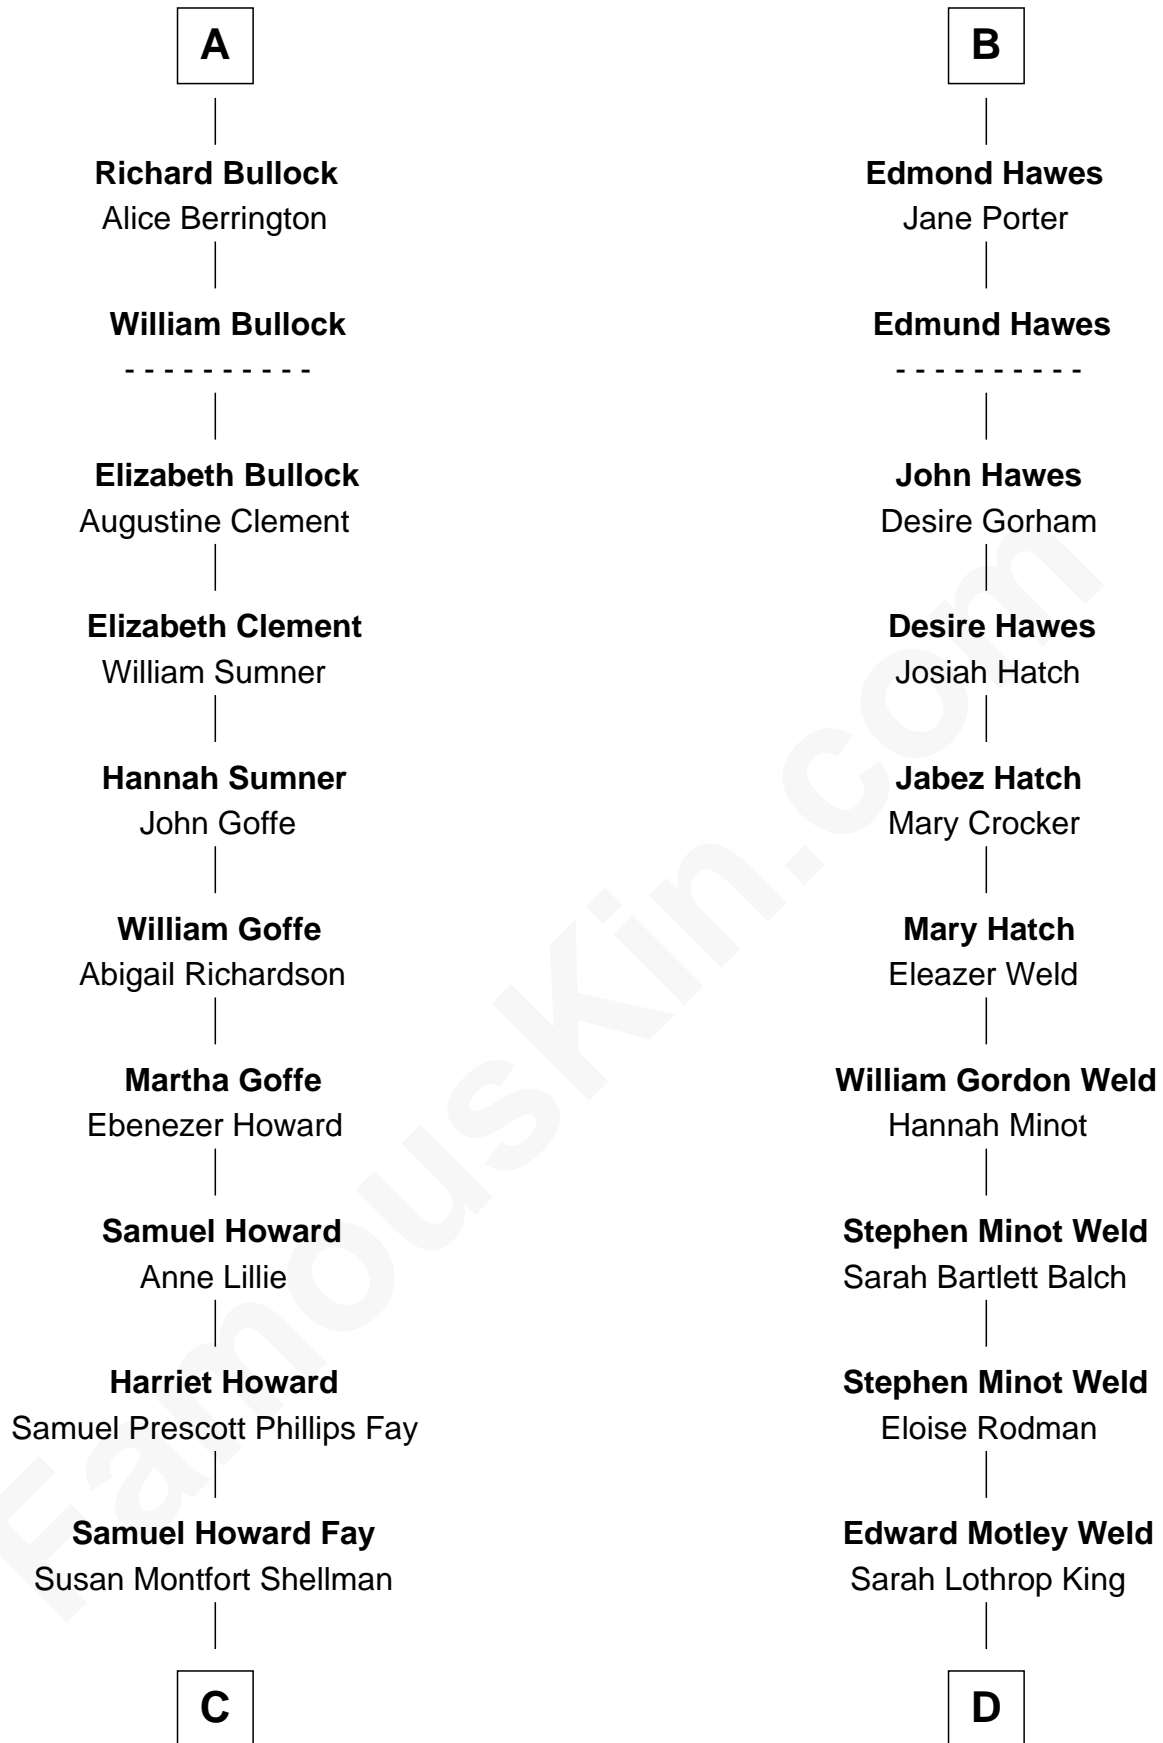 A
Richard Bullock
Alice Berrington
William Bullock
- - - - - - - - - -
Elizabeth Bullock
Augustine Clement
Elizabeth Clement
William Sumner
Hannah Sumner
John Goffe
William Goffe
Abigail Richardson
Martha Goffe
Ebenezer Howard
Samuel Howard
Anne Lillie
Harriet Howard
Samuel Prescott Phillips Fay
Samuel Howard Fay
Susan Montfort Shellman
C
B
Edmond Hawes
Jane Porter
Edmund Hawes
- - - - - - - - - -
John Hawes
Desire Gorham
Desire Hawes
Josiah Hatch
Jabez Hatch
Mary Crocker
Mary Hatch
Eleazer Weld
William Gordon Weld
Hannah Minot
Stephen Minot Weld
Sarah Bartlett Balch
Stephen Minot Weld
Eloise Rodman
Edward Motley Weld
Sarah Lothrop King
D
FamousKin.com